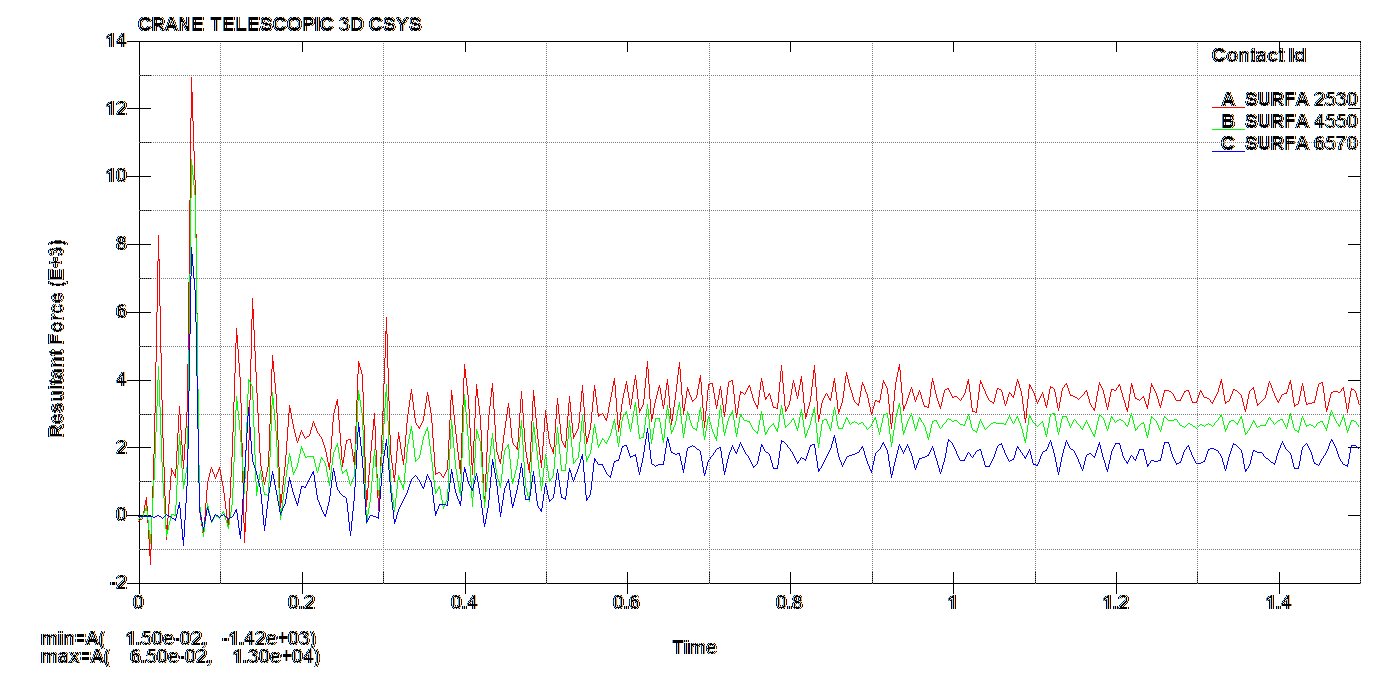 CRANE TELESCOPIC 3D CSYS
Contact Id
A SURFA 2530
B SURFA 4550
C SURFA 6570
Resultant Force (E+3)
14
12
10
8
6
4
2
0
-2
0 0.2 0.4 0.6 0.8 1 1.2 1.4
Time
min=A( 1.50e-02, -1.42e+03)
max=A( 6.50e-02, 1.30e+04)